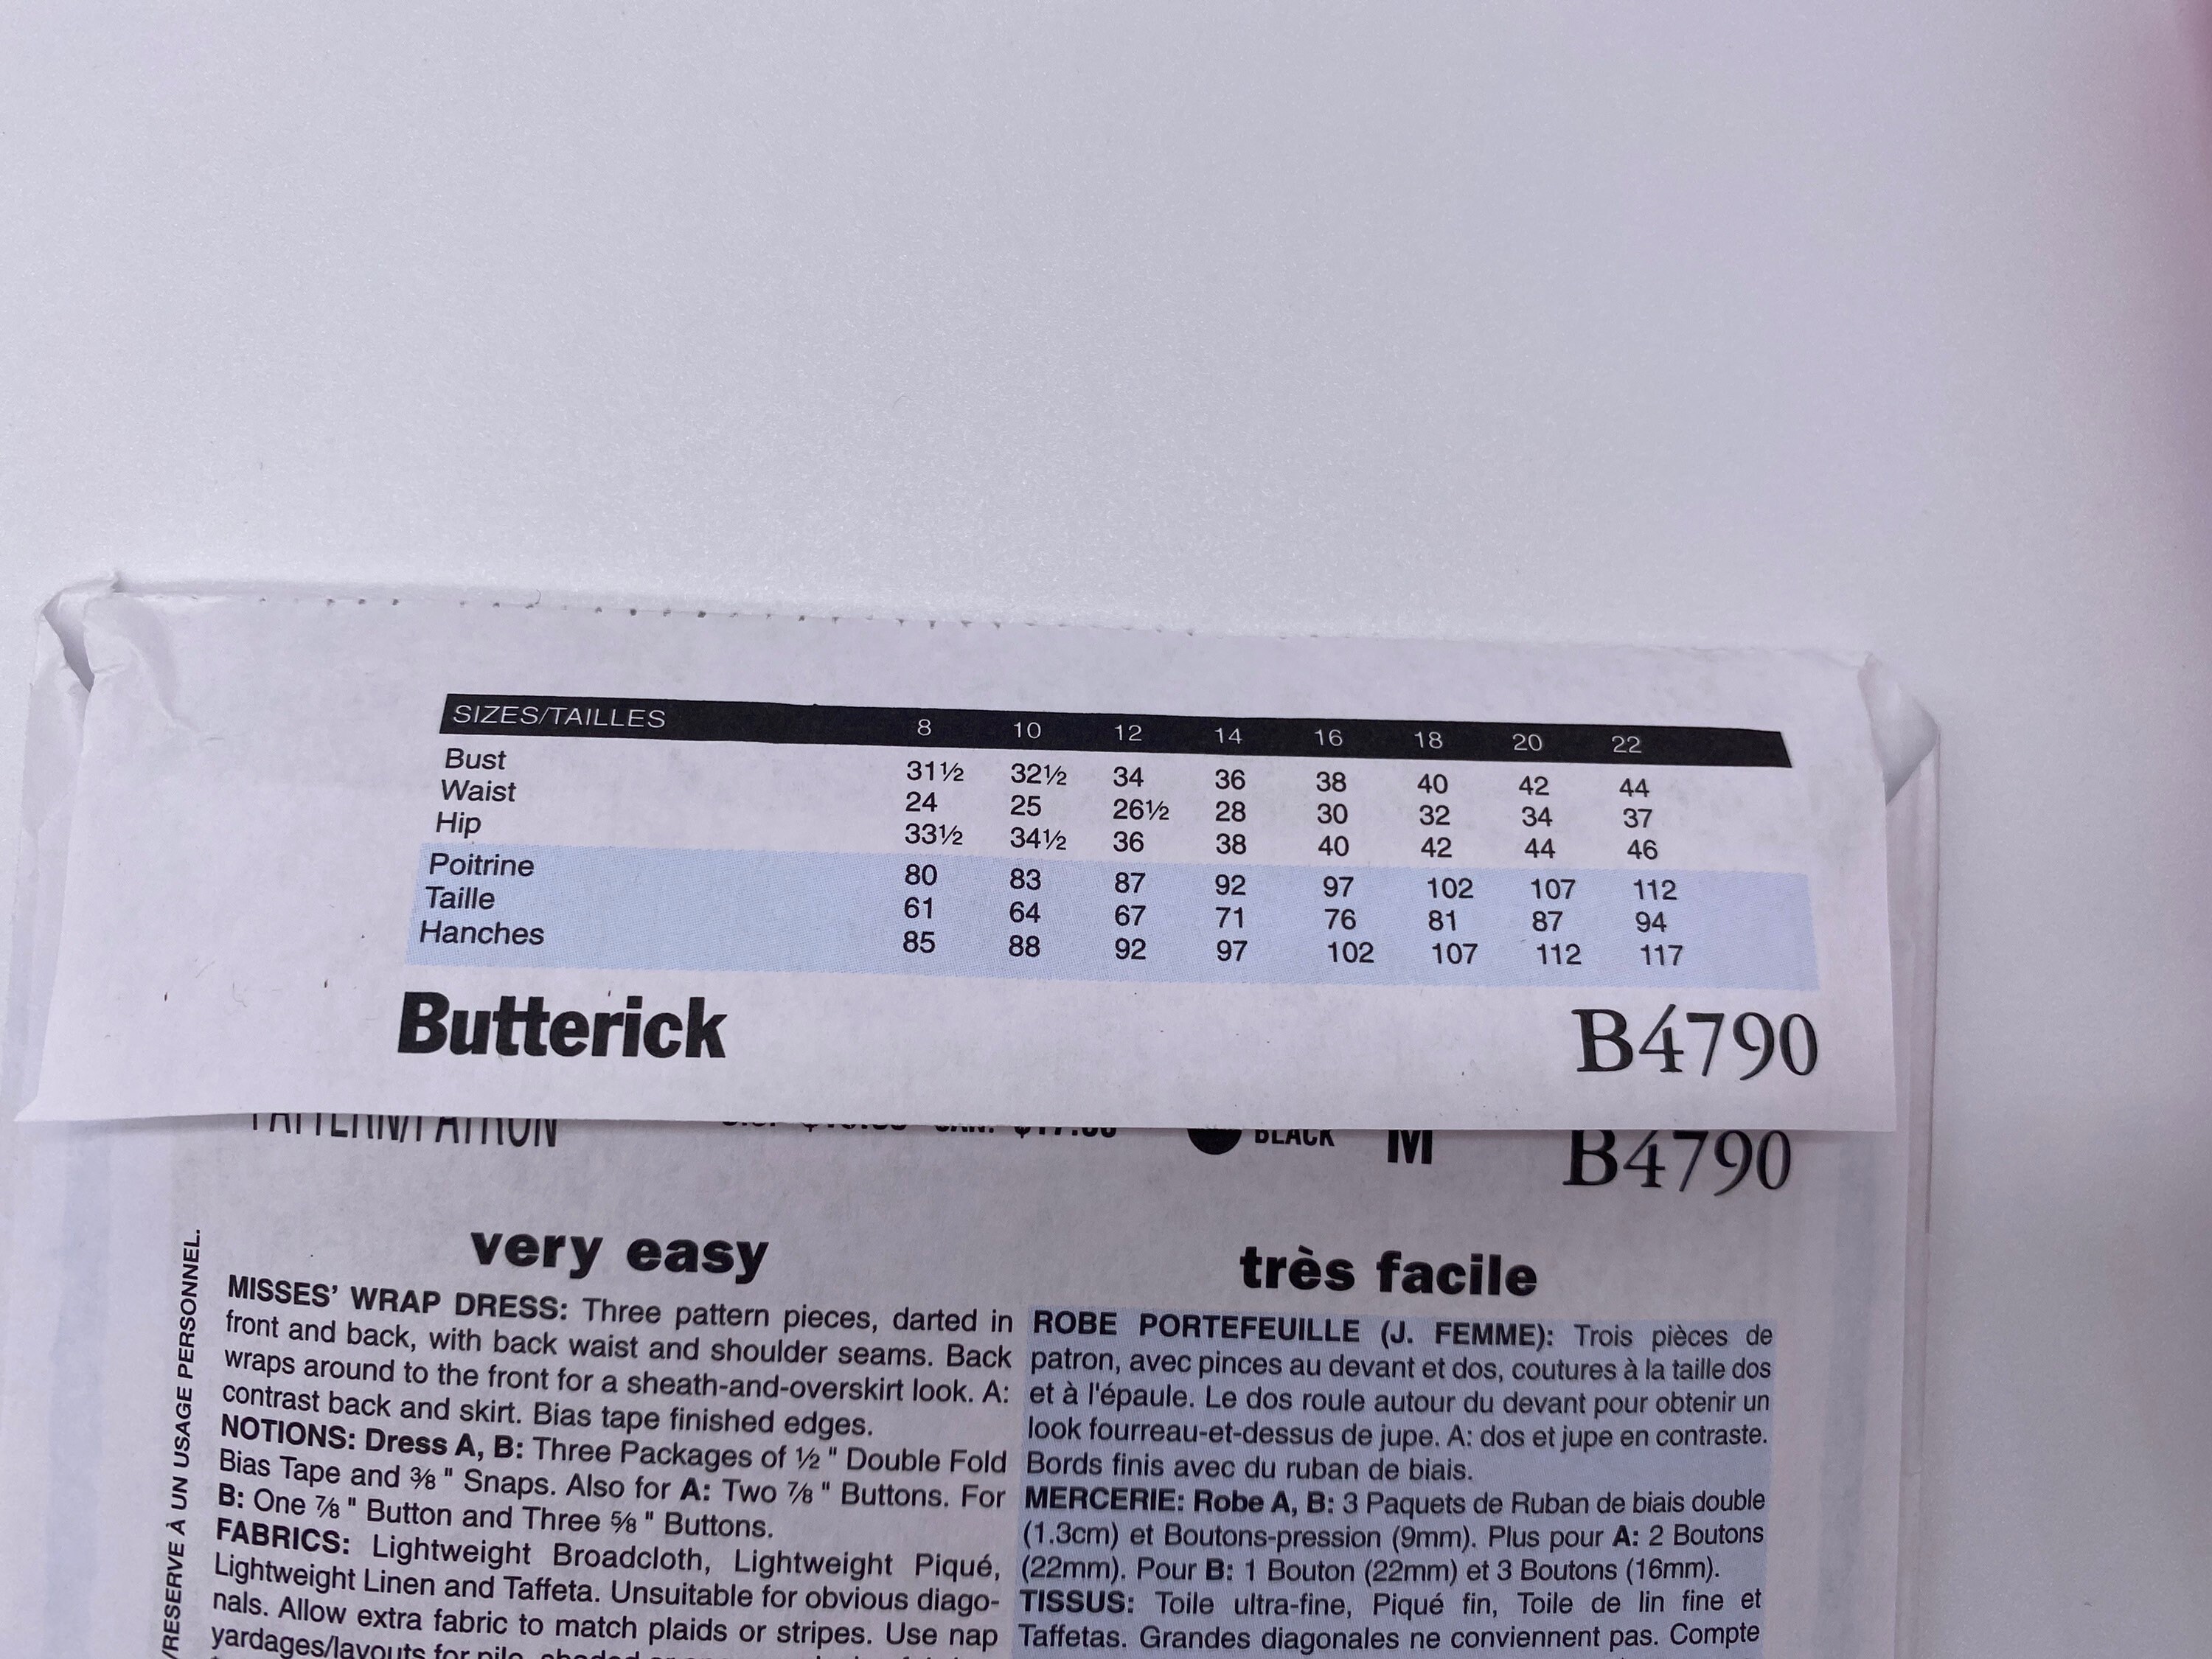 SIZES/TAILLES 8 10 12 14 16 18 20 22
Bust 31½ 32½ 34 36 38 40 42 44
Waist 24 25 26½ 28 30 32 34 37
Hip 33½ 34½ 36 38 40 42 44 46
Poitrine 80 83 87 92 97 102 107 112
Taille 61 64 67 71 76 81 87 94
Hanches 85 88 92 97 102 107 112 117
Butterick B4790
PATTERN/PATRON BLACK M B4790
/RESERVE À UN USAGE PERSONNEL.
very easy
MISSES' WRAP DRESS: Three pattern pieces, darted in
front and back, with back waist and shoulder seams. Back
wraps around to the front for a sheath-and-overskirt look. A:
contrast back and skirt. Bias tape finished edges.
NOTIONS: Dress A, B: Three Packages of ½ " Double Fold
Bias Tape and ⅜ " Snaps. Also for A: Two ⅞ " Buttons. For
B: One ⅞ " Button and Three ⅝ " Buttons.
FABRICS: Lightweight Broadcloth, Lightweight Piqué,
Lightweight Linen and Taffeta. Unsuitable for obvious diago-
nals. Allow extra fabric to match plaids or stripes. Use nap
yardages/layouts for pile, shaded or
très facile
ROBE PORTEFEUILLE (J. FEMME): Trois pièces de
patron, avec pinces au devant et dos, coutures à la taille dos
et à l'épaule. Le dos roule autour du devant pour obtenir un
look fourreau-et-dessus de jupe. A: dos et jupe en contraste.
Bords finis avec du ruban de biais.
MERCERIE: Robe A, B: 3 Paquets de Ruban de biais double
(1.3cm) et Boutons-pression (9mm). Plus pour A: 2 Boutons
(22mm). Pour B: 1 Bouton (22mm) et 3 Boutons (16mm).
TISSUS: Toile ultra-fine, Piqué fin, Toile de lin fine et
Taffetas. Grandes diagonales ne conviennent pas. Compte